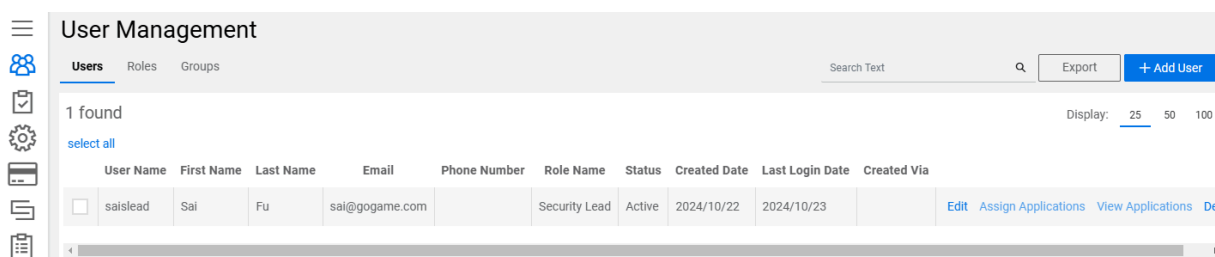 User Management
Users Roles Groups Search Text Export + Add User
1 found Display: 25 50 100
select all
User Name First Name Last Name Email Phone Number Role Name Status Created Date Last Login Date Created Via
saislead Sai Fu sai@gogame.com Security Lead Active 2024/10/22 2024/10/23 Edit Assign Applications View Applications De